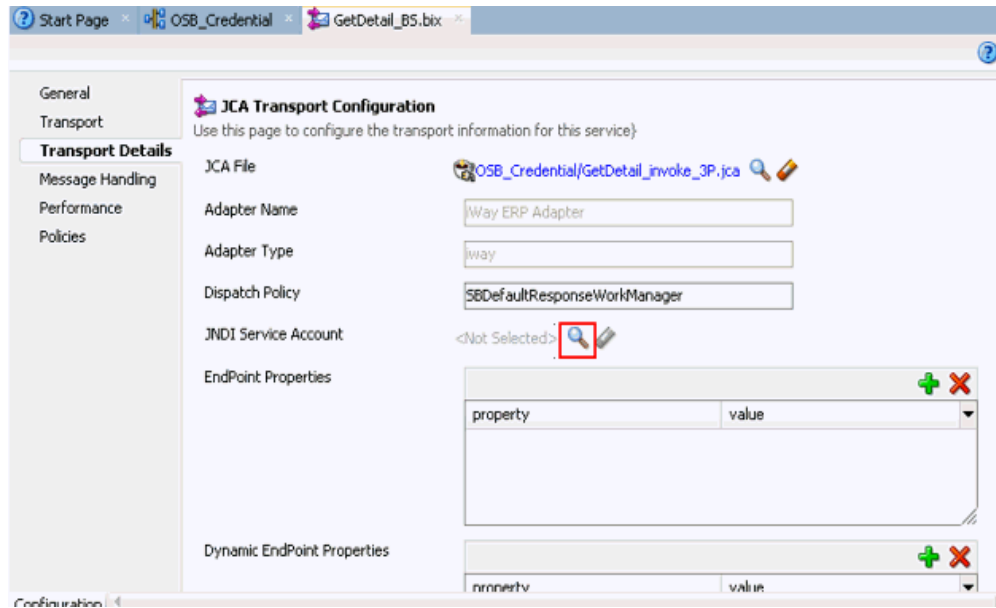 Start Page
OSB_Credential
GetDetail_BS.bix
General
Transport
Transport Details
Message Handling
Performance
Policies
JCA Transport Configuration
Use this page to configure the transport information for this service}
JCA File
OSB_Credential/GetDetail_invoke_3P.jca
Adapter Name
iWay ERP Adapter
Adapter Type
iway
Dispatch Policy
SBDefaultResponseWorkManager
JNDI Service Account
<Not Selected>
EndPoint Properties
property value
Dynamic EndPoint Properties
property value
Configuration